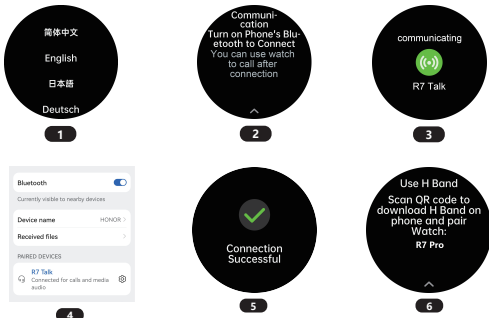 简体中文
English
日本語
Deutsch
1
Communi-
cation
Turn on Phone's Blu-
etooth to Connect
You can use watch
to call after
connection
2
communicating
R7 Talk
3
Bluetooth
Currently visible to nearby devices
Device name HONOR
Received files
PAIRED DEVICES
R7 Talk
Connected for calls and media
audio
4
Connection
Successful
5
Use H Band
Scan QR code to
download H Band on
phone and pair
Watch:
R7 Pro
6